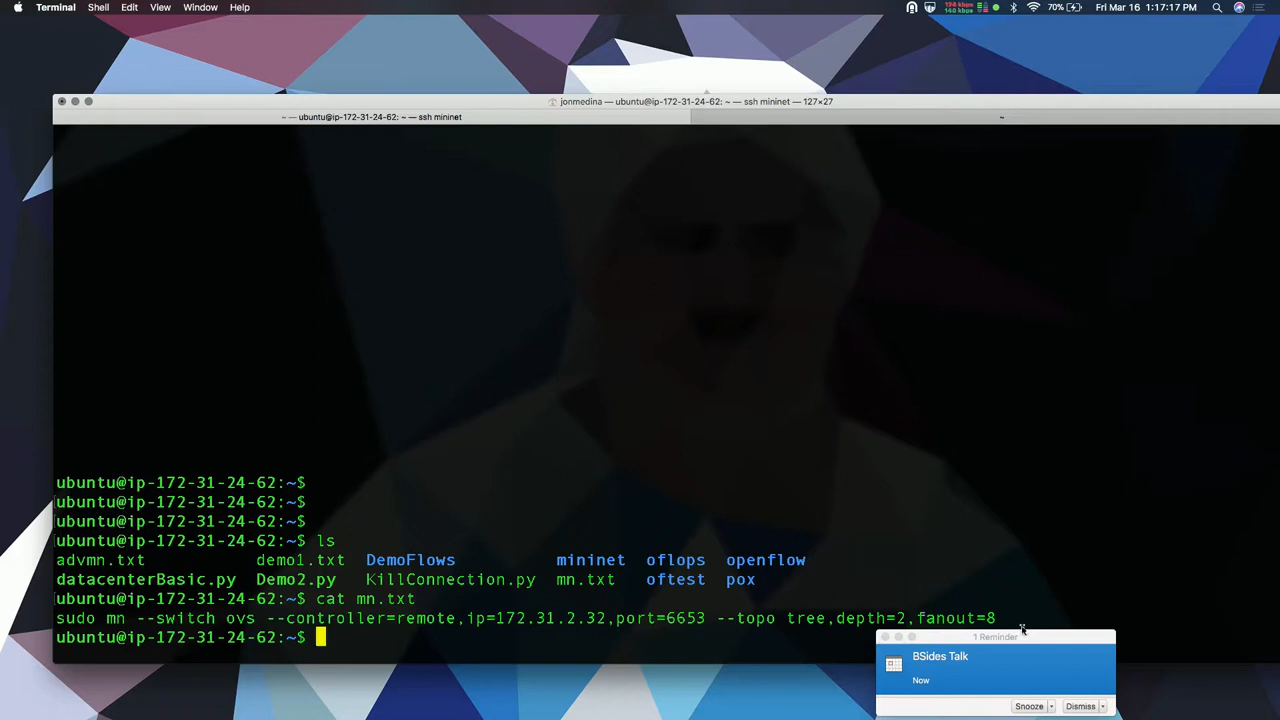 Terminal Shell Edit View Window Help
70% Fri Mar 16 1:17:17 PM
jonmedina — ubuntu@ip-172-31-24-62: ~ — ssh mininet — 127×27
~ — ubuntu@ip-172-31-24-62: ~ — ssh mininet ~
ubuntu@ip-172-31-24-62:~$
ubuntu@ip-172-31-24-62:~$
ubuntu@ip-172-31-24-62:~$
ubuntu@ip-172-31-24-62:~$ ls
advmn.txt demo1.txt DemoFlows mininet oflops openflow
datacenterBasic.py Demo2.py KillConnection.py mn.txt oftest pox
ubuntu@ip-172-31-24-62:~$ cat mn.txt
sudo mn --switch ovs --controller=remote,ip=172.31.2.32,port=6653 --topo tree,depth=2,fanout=8
ubuntu@ip-172-31-24-62:~$
1 Reminder
BSides Talk
Now
Snooze Dismiss